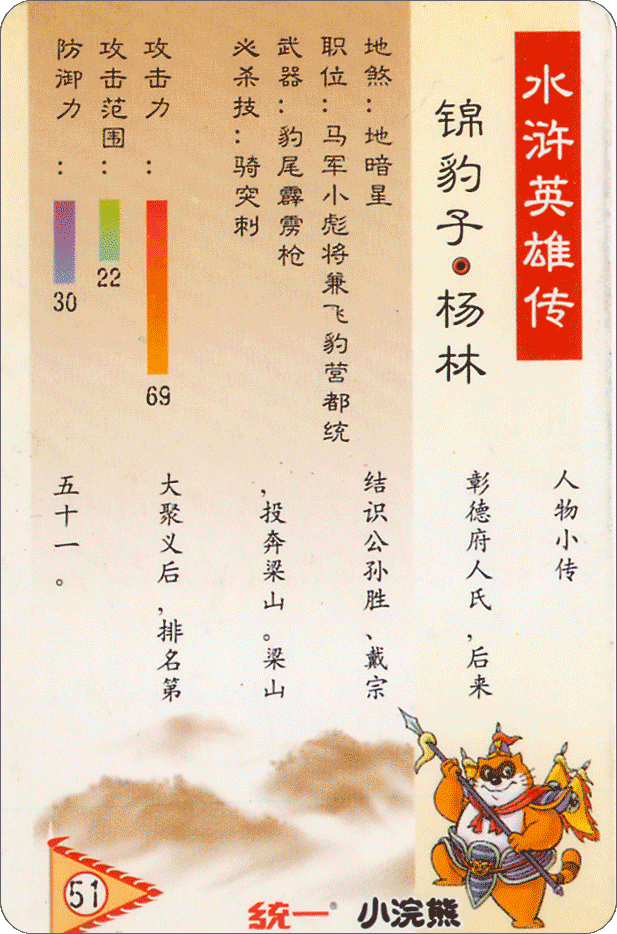 水浒英雄传
锦豹子·杨林
地煞：地暗星
职位：马军小彪将兼飞豹营都统
武器：豹尾霹雳枪
必杀技：骑突刺
攻击力：
69
攻击范围：
22
防御力：
30
人物小传
彰德府人氏，后来
结识公孙胜、戴宗
，投奔梁山。梁山
大聚义后，排名第
五十一。
51
统一® 小浣熊